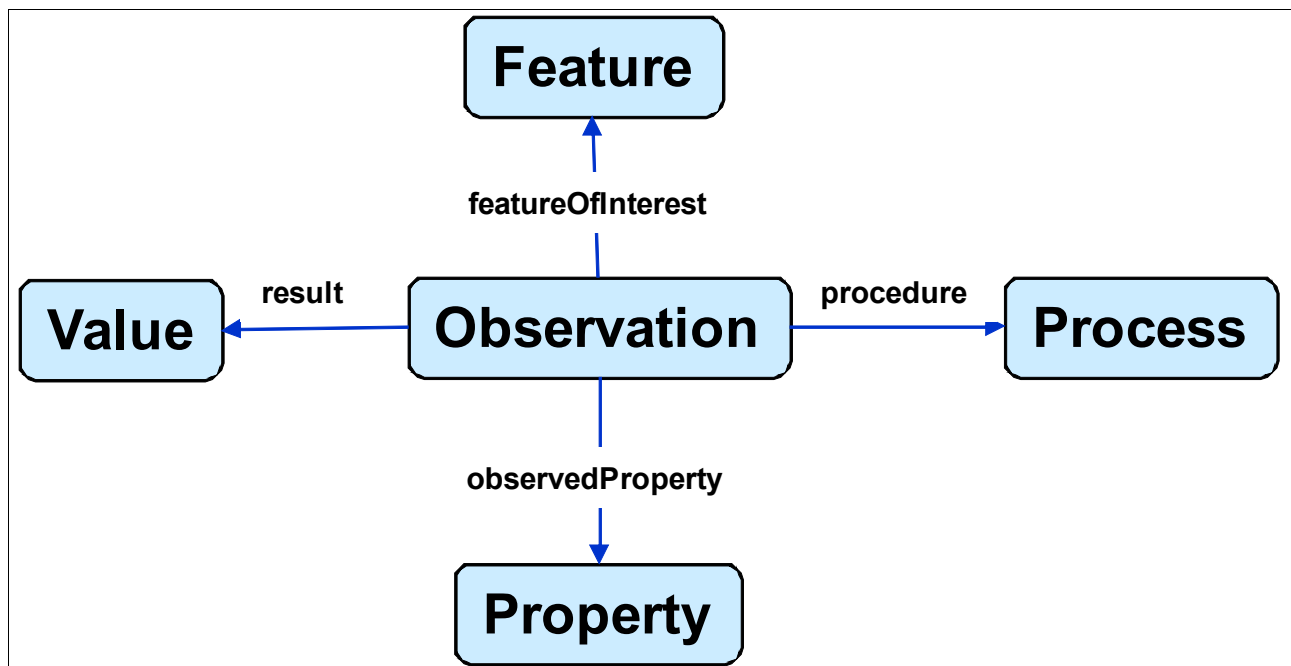 Feature
featureOfInterest
result
procedure
Value
Observation
Process
observedProperty
Property